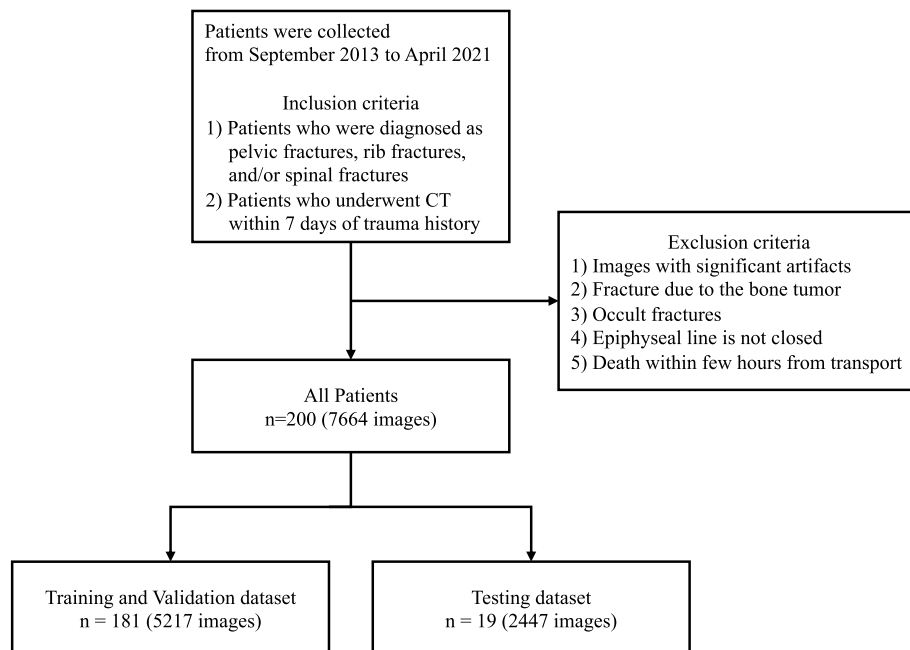 Patients were collected
from September 2013 to April 2021
Inclusion criteria
1) Patients who were diagnosed as
pelvic fractures, rib fractures,
and/or spinal fractures
2) Patients who underwent CT
within 7 days of trauma history
Exclusion criteria
1) Images with significant artifacts
2) Fracture due to the bone tumor
3) Occult fractures
4) Epiphyseal line is not closed
5) Death within few hours from transport
All Patients
n=200 (7664 images)
Training and Validation dataset
n = 181 (5217 images)
Testing dataset
n = 19 (2447 images)